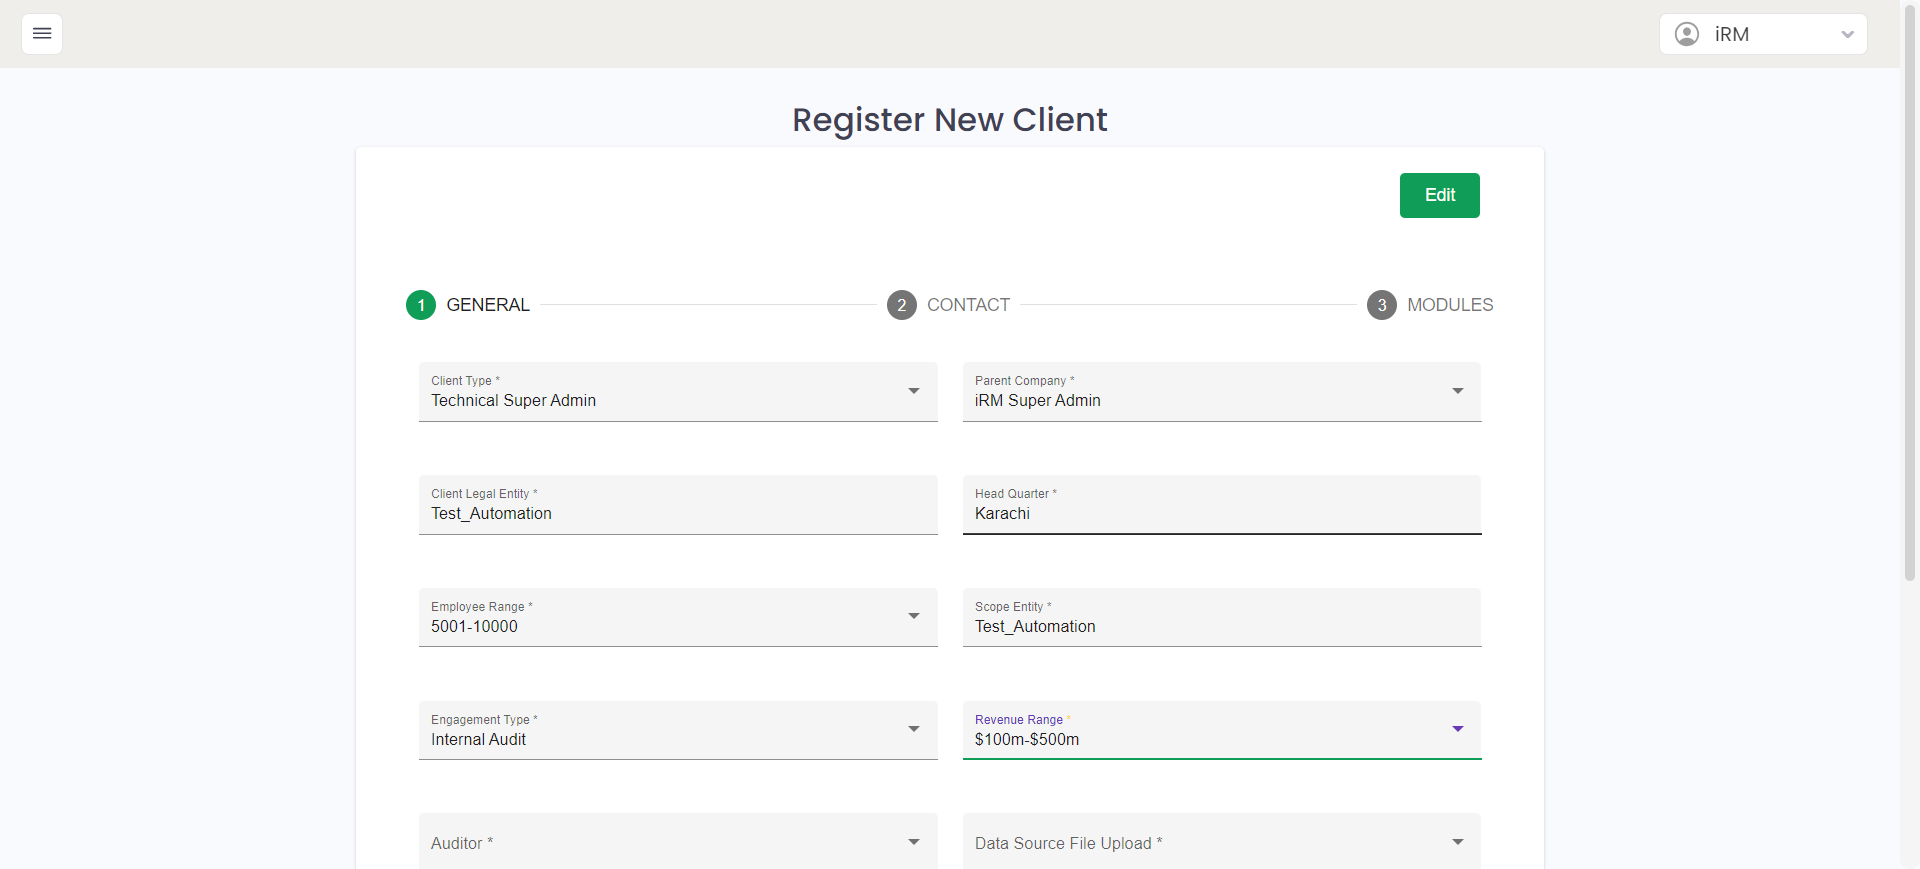 iRM
Register New Client
Edit
1 GENERAL 2 CONTACT 3 MODULES
Client Type *
Technical Super Admin
Parent Company *
iRM Super Admin
Client Legal Entity *
Test_Automation
Head Quarter *
Karachi
Employee Range *
5001-10000
Scope Entity *
Test_Automation
Engagement Type *
Internal Audit
Revenue Range *
$100m-$500m
Auditor *
Data Source File Upload *